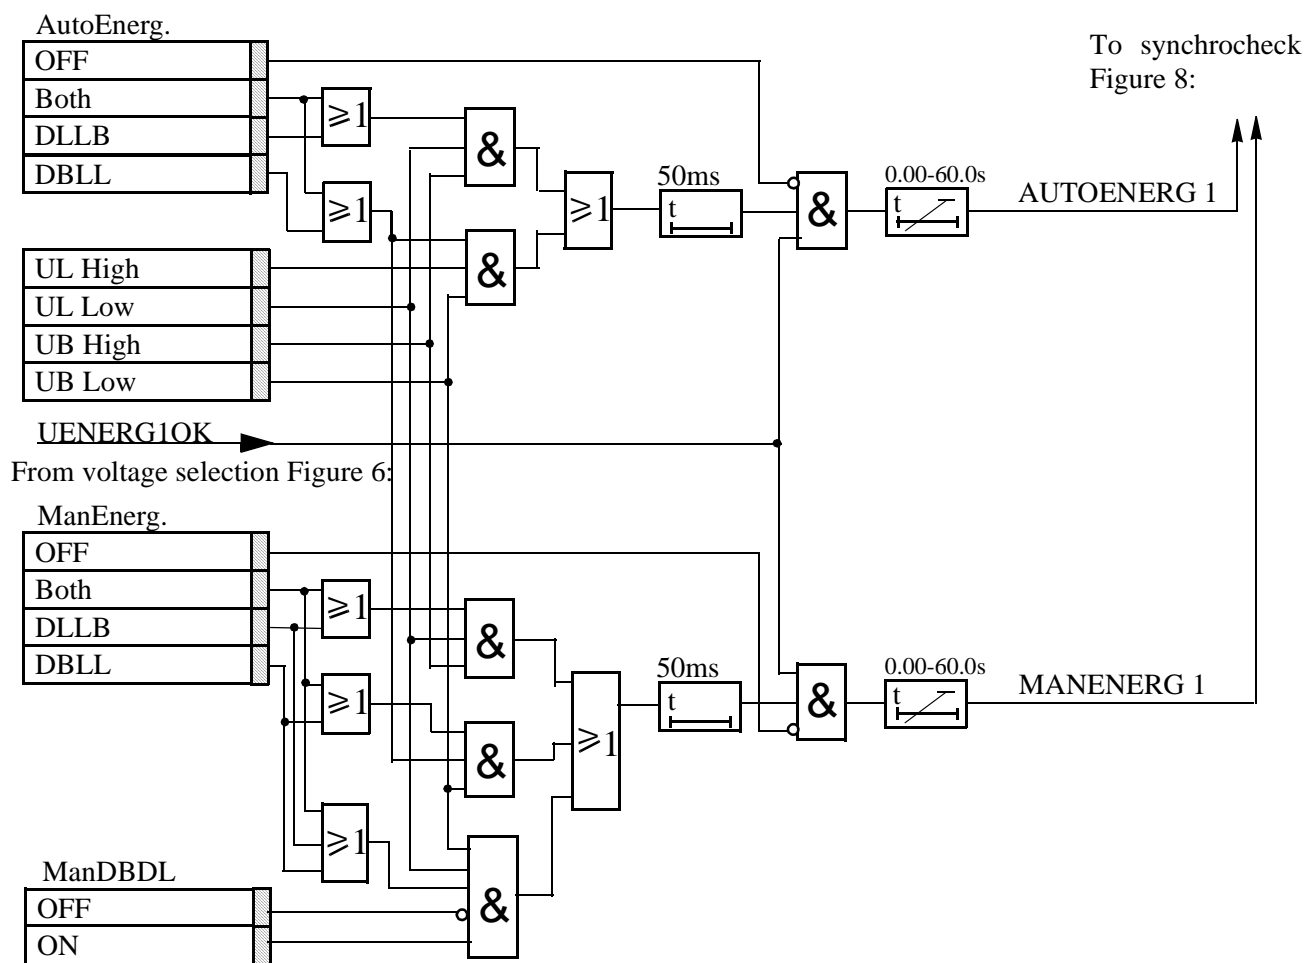 AutoEnerg.
OFF
Both
DLLB
DBLL
≥1
≥1
&
&
≥1
50ms
t
&
0.00-60.0s
t
AUTOENERG 1
To synchrocheck
Figure 8:
UL High
UL Low
UB High
UB Low
UENERG1OK
From voltage selection Figure 6:
ManEnerg.
OFF
Both
DLLB
DBLL
≥1
≥1
≥1
&
&
&
≥1
50ms
t
&
0.00-60.0s
t
MANENERG 1
ManDBDL
OFF
ON